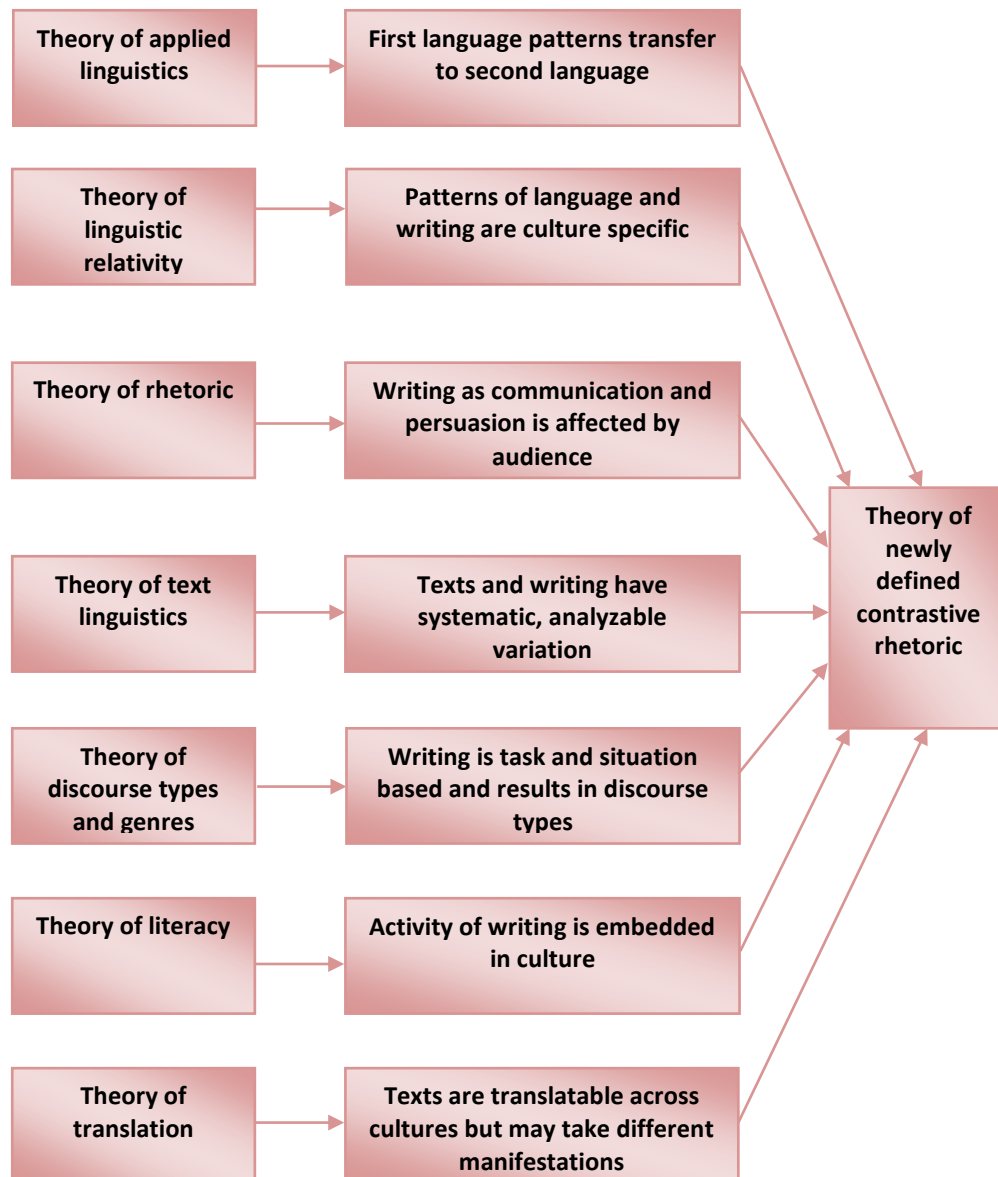 Theory of applied
linguistics
First language patterns transfer
to second language
Theory of
linguistic
relativity
Patterns of language and
writing are culture specific
Theory of rhetoric
Writing as communication and
persuasion is affected by
audience
Theory of text
linguistics
Texts and writing have
systematic, analyzable
variation
Theory of
discourse types
and genres
Writing is task and situation
based and results in discourse
types
Theory of literacy
Activity of writing is embedded
in culture
Theory of
translation
Texts are translatable across
cultures but may take different
manifestations
Theory of
newly
defined
contrastive
rhetoric